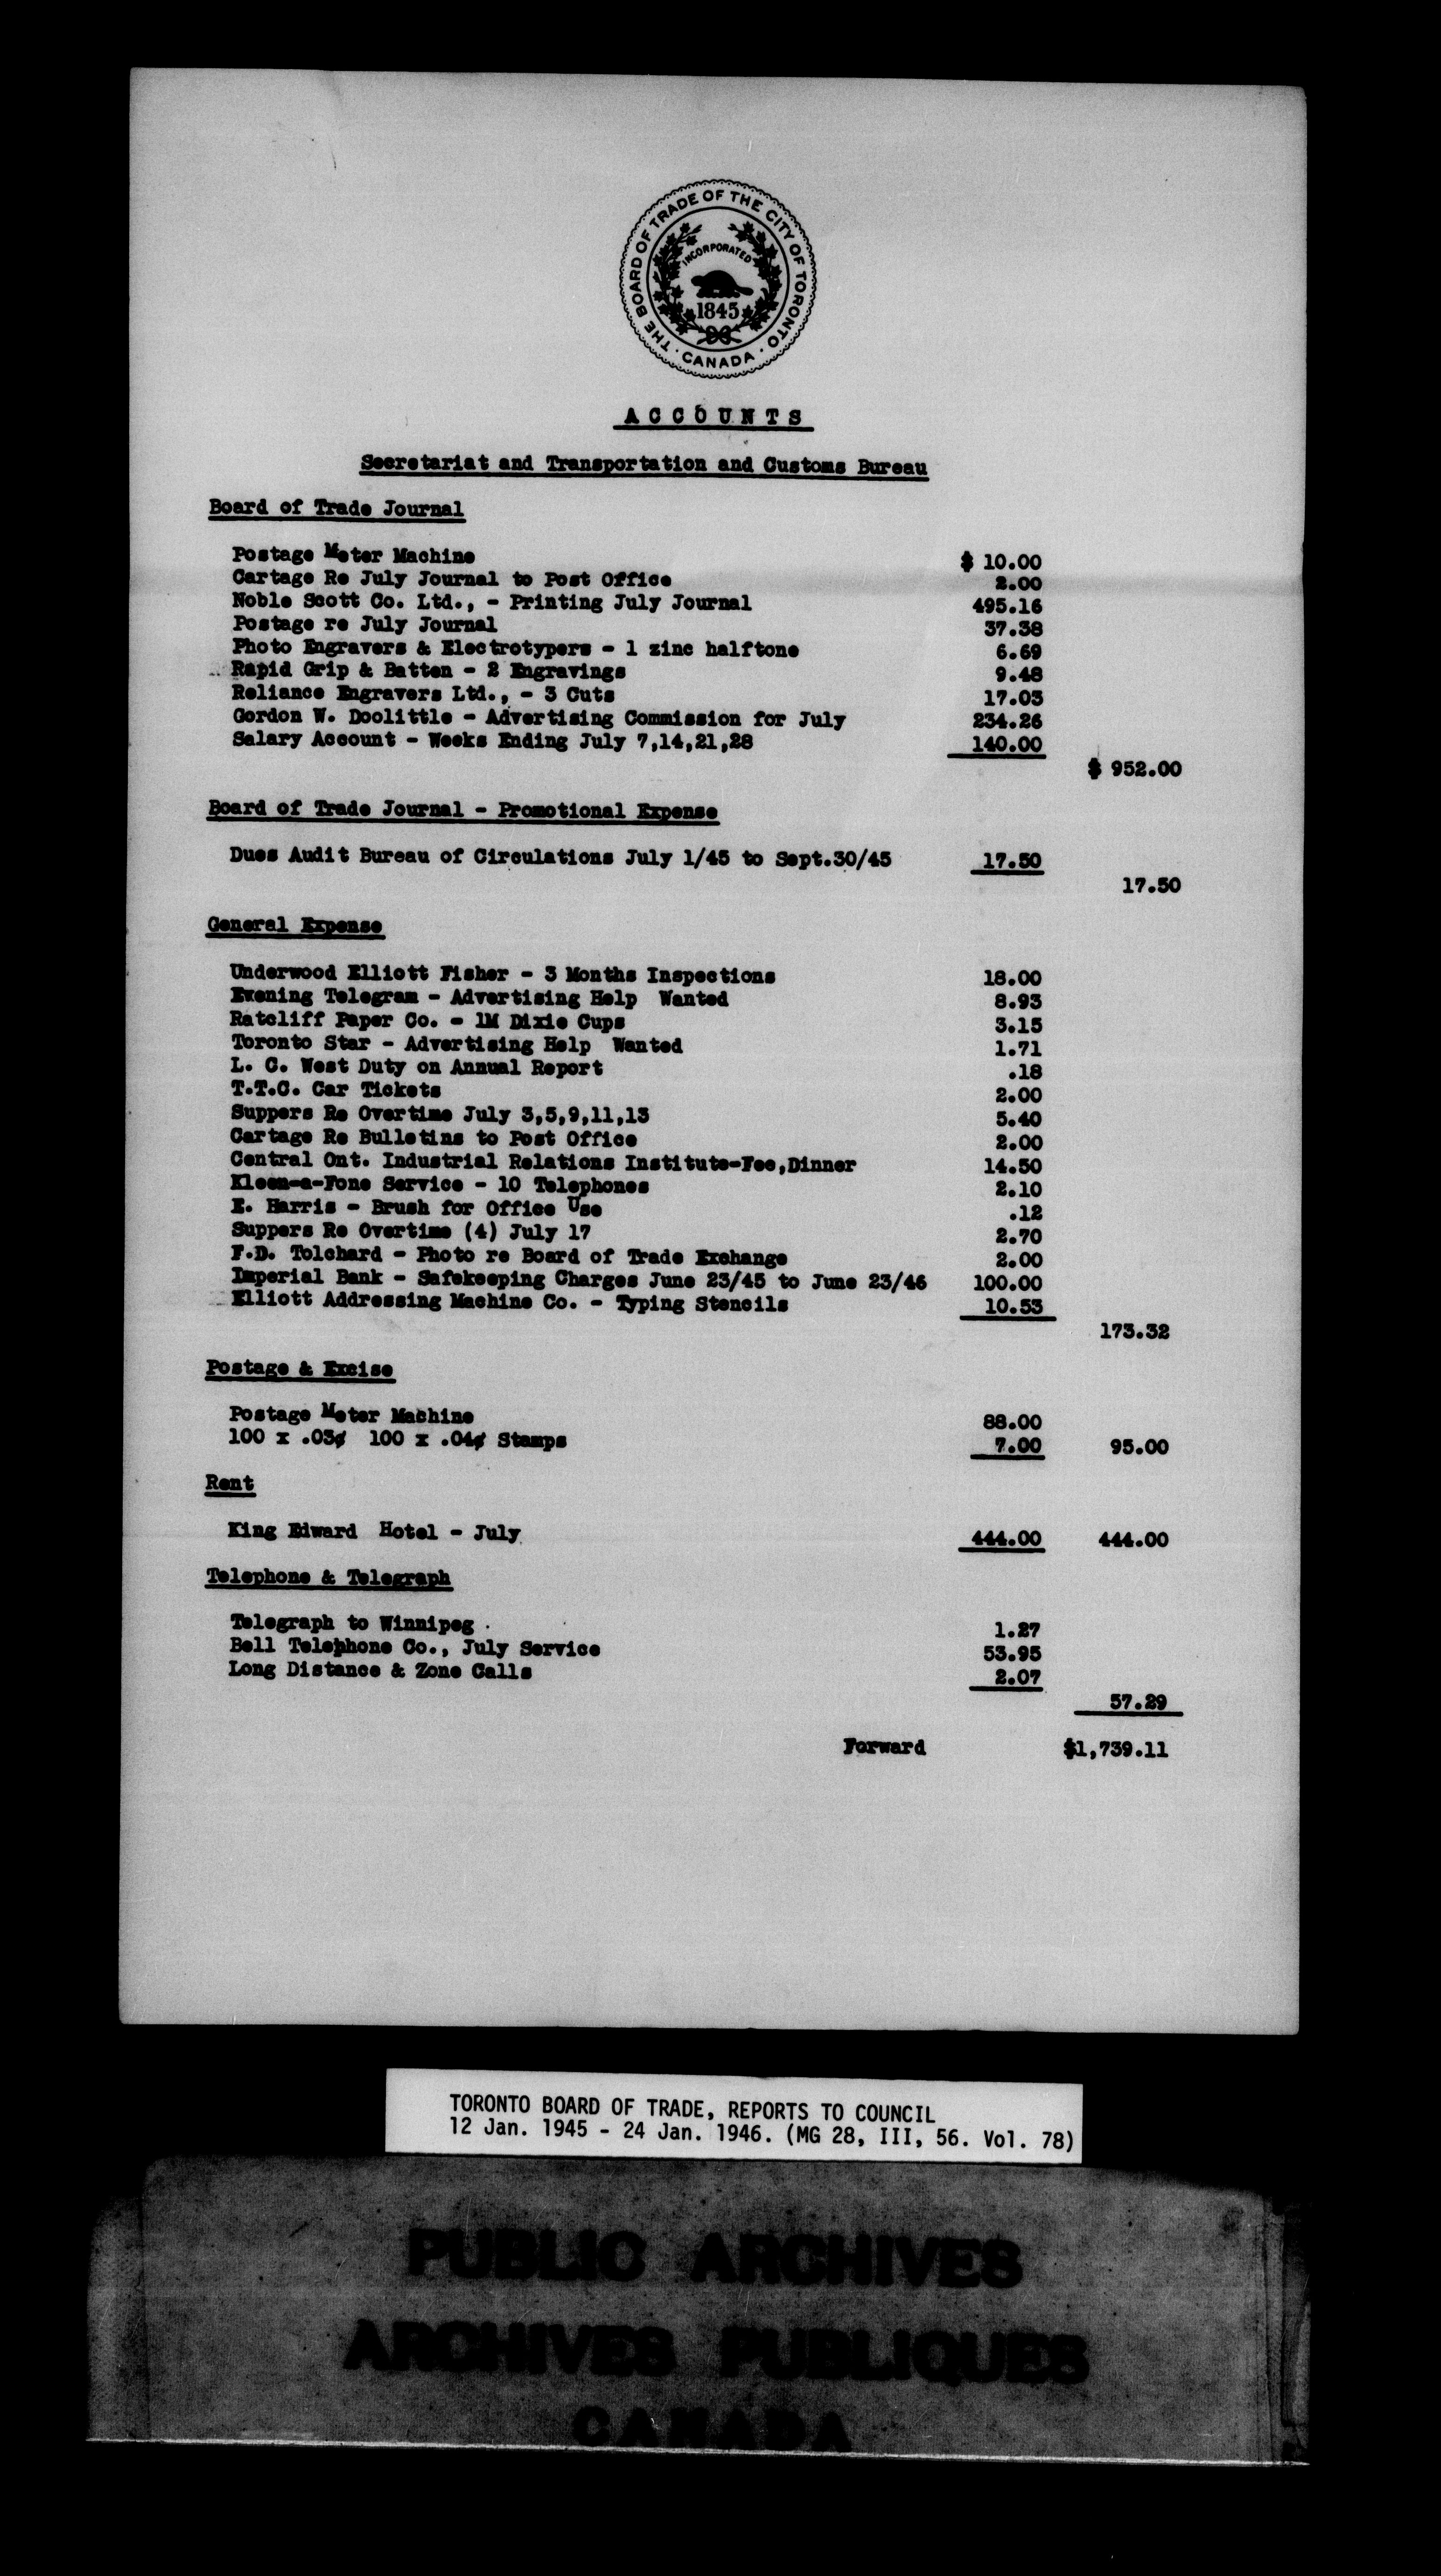 THE BOARD OF TRADE OF THE CITY OF TORONTO
INCORPORATED
1845
CANADA
ACCOUNTS
Secretariat and Transportation and Customs Bureau
Board of Trade Journal
Postage Meter Machine $ 10.00
Cartage Re July Journal to Post Office 2.00
Noble Scott Co. Ltd., - Printing July Journal 495.16
Postage re July Journal 37.38
Photo Engravers & Electrotypers - 1 zinc halftone 6.69
Rapid Grip & Batten - 2 Engravings 9.48
Reliance Engravers Ltd., - 3 Cuts 17.03
Gordon W. Doolittle - Advertising Commission for July 234.26
Salary Account - Weeks Ending July 7,14,21,28 140.00
$ 952.00
Board of Trade Journal - Promotional Expense
Dues Audit Bureau of Circulations July 1/45 to Sept.30/45 17.50
17.50
General Expense
Underwood Elliott Fisher - 3 Months Inspections 18.00
Evening Telegram - Advertising Help Wanted 8.93
Ratcliff Paper Co. - 1M Dixie Cups 3.15
Toronto Star - Advertising Help Wanted 1.71
L. C. West Duty on Annual Report .18
T.T.C. Car Tickets 2.00
Suppers Re Overtime July 3,5,9,11,13 5.40
Cartage Re Bulletins to Post Office 2.00
Central Ont. Industrial Relations Institute-Fee,Dinner 14.50
Kleen-a-Fone Service - 10 Telephones 2.10
E. Harris - Brush for Office Use .12
Suppers Re Overtime (4) July 17 2.70
F.D. Tolchard - Photo re Board of Trade Exchange 2.00
Imperial Bank - Safekeeping Charges June 23/45 to June 23/46 100.00
Elliott Addressing Machine Co. - Typing Stencils 10.53
173.32
Postage & Excise
Postage Meter Machine 88.00
100 x .03¢ 100 x .04¢ Stamps 7.00 95.00
Rent
King Edward Hotel - July 444.00 444.00
Telephone & Telegraph
Telegraph to Winnipeg 1.27
Bell Telephone Co., July Service 53.95
Long Distance & Zone Calls 2.07
57.29
Forward $1,739.11
TORONTO BOARD OF TRADE, REPORTS TO COUNCIL
12 Jan. 1945 - 24 Jan. 1946. (MG 28, III, 56. Vol. 78)
PUBLIC ARCHIVES
ARCHIVES PUBLIQUES
CANADA